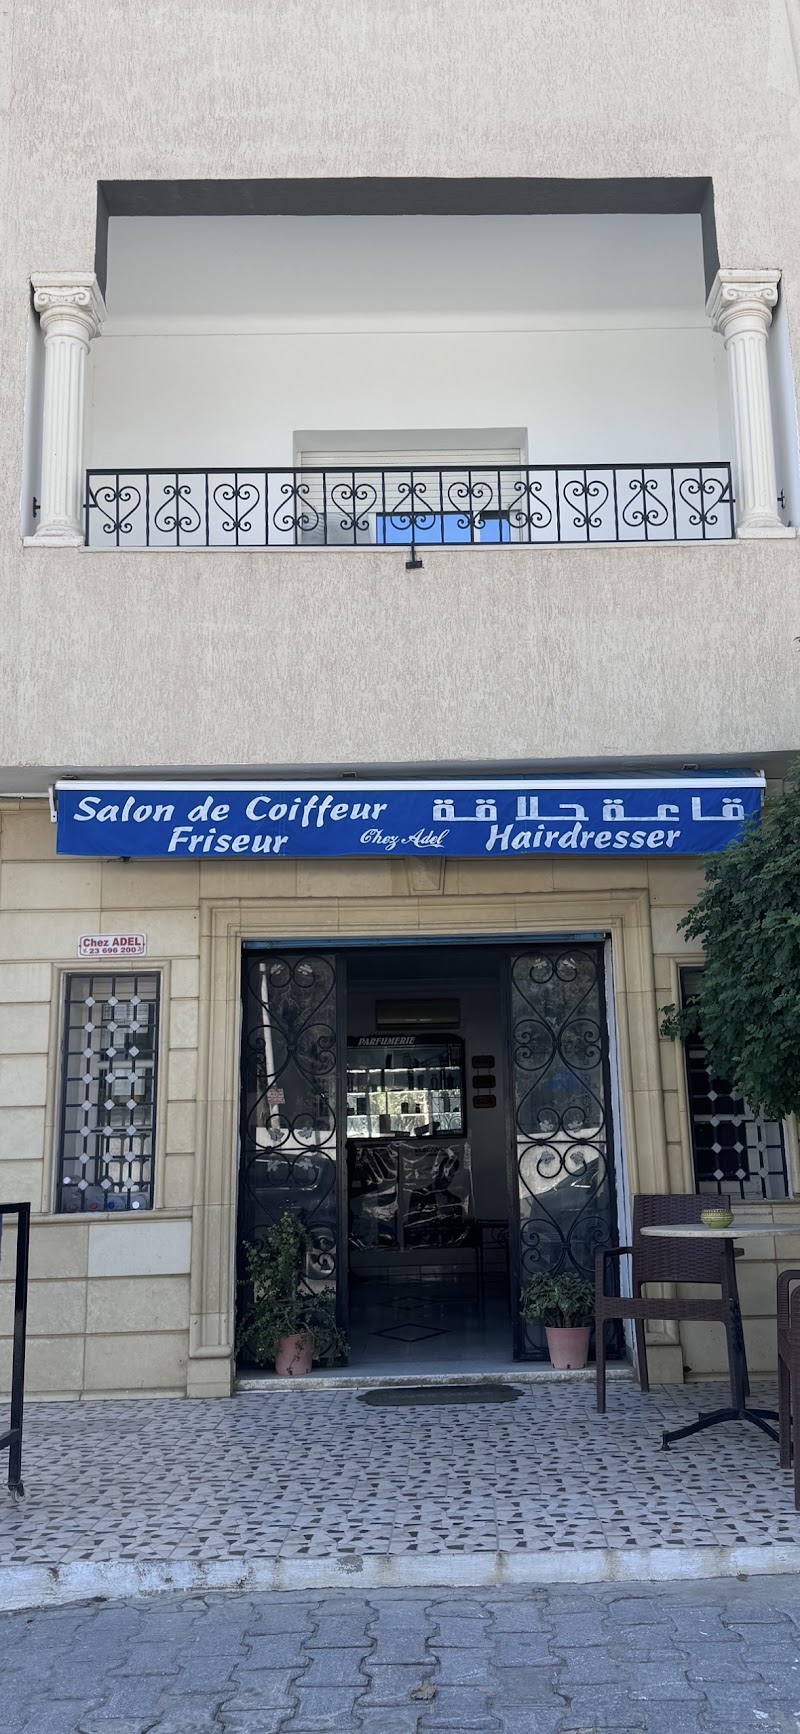 Salon de Coiffeur قاعة حلاقة
Friseur Chez Adel Hairdresser
Chez ADEL
23 696 200
PARFUMERIE